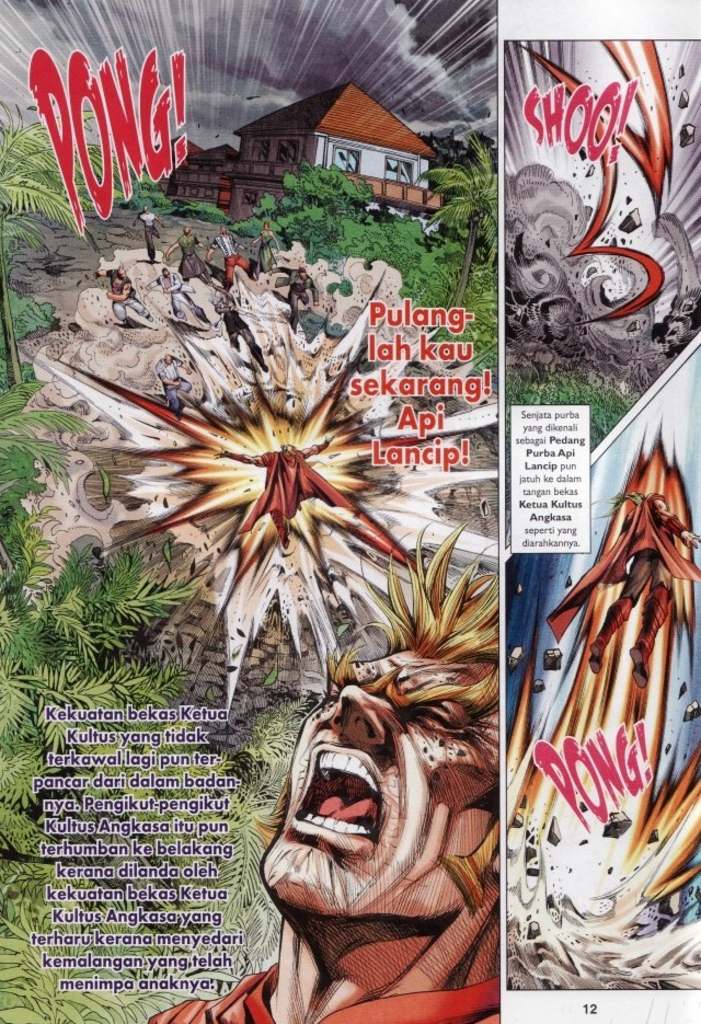 PONG!
Pulang-
lah kau
sekarang!
Api
Lancip!
Kekuatan bekas Ketua
Kultus yang tidak
terkawal lagi pun ter-
pancar dari dalam badan-
nya. Pengikut-pengikut
Kultus Angkasa itu pun
terhumban ke belakang
kerana dilanda oleh
kekuatan bekas Ketua
Kultus Angkasa yang
terharu kerana menyedari
kemalangan yang telah
menimpa anaknya.
SHOO!
Senjata purba
yang dikenali
sebagai Pedang
Purba Api
Lancip pun
jatuh ke dalam
tangan bekas
Ketua Kultus
Angkasa
seperti yang
diarahkannya.
PONG!
12